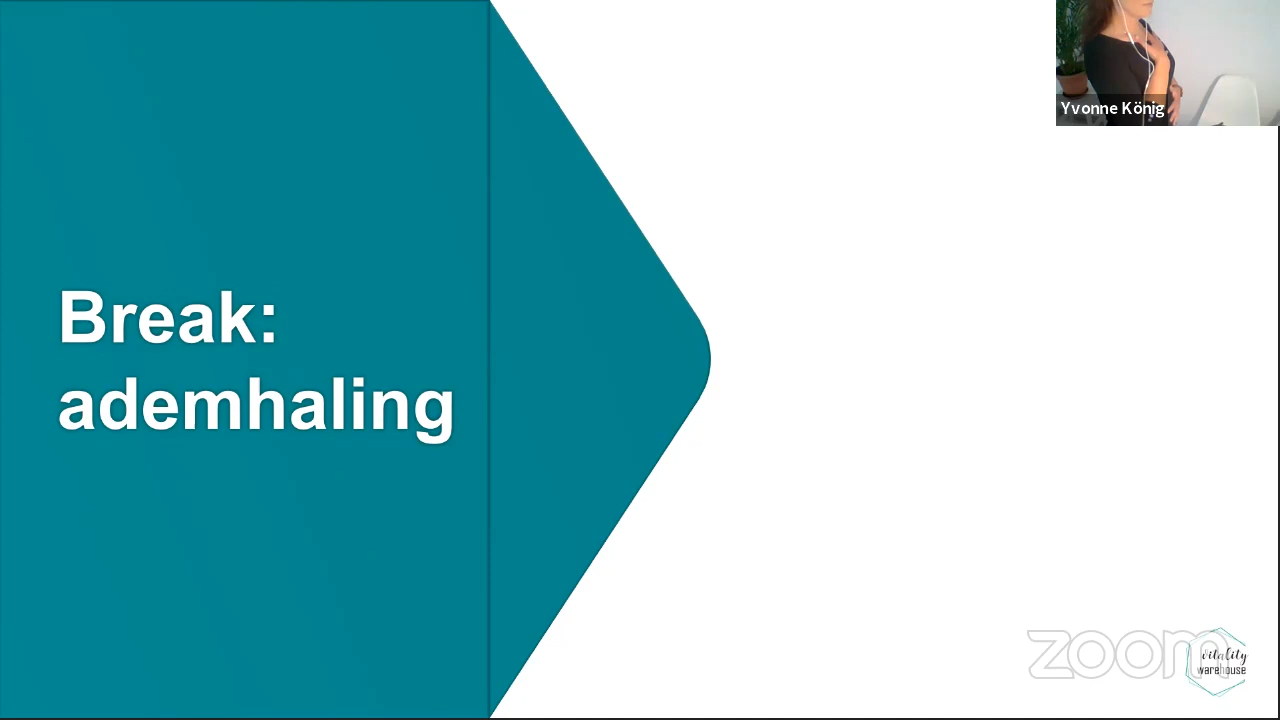 Yvonne König
Break:
ademhaling
zoom
vitality
warehouse